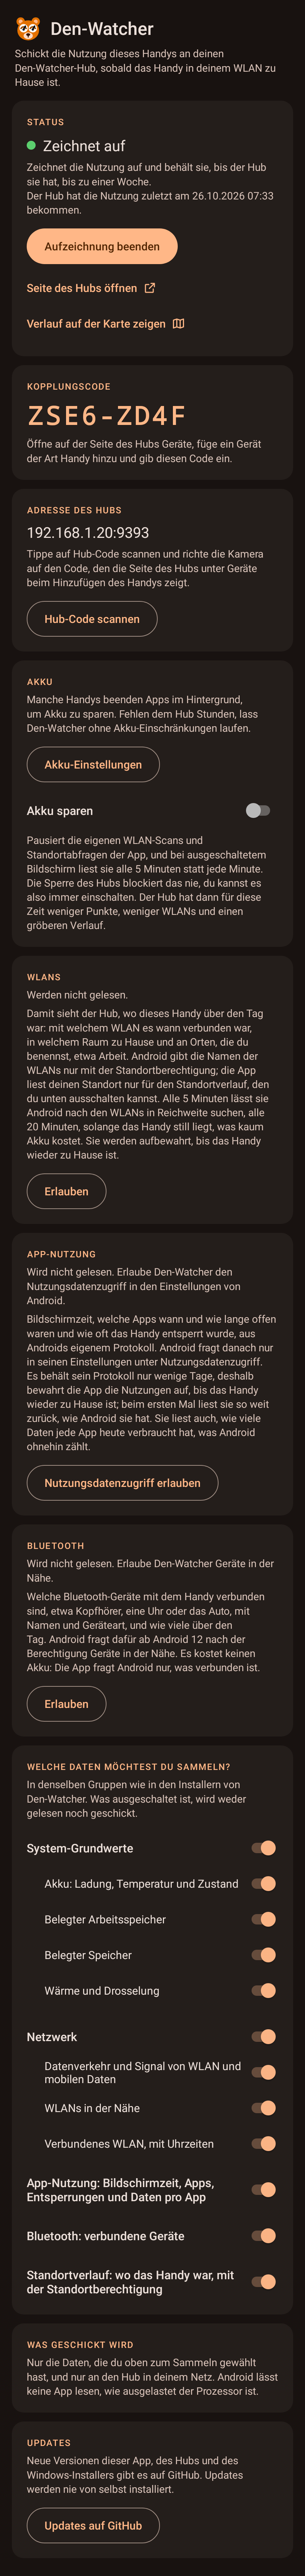 Den-Watcher
Schickt die Nutzung dieses Handys an deinen
Den-Watcher-Hub, sobald das Handy in deinem WLAN zu
Hause ist.
STATUS
Zeichnet auf
Zeichnet die Nutzung auf und behält sie, bis der Hub
sie hat, bis zu einer Woche.
Der Hub hat die Nutzung zuletzt am 26.10.2026 07:33
bekommen.
Aufzeichnung beenden
Seite des Hubs öffnen
Verlauf auf der Karte zeigen
KOPPLUNGSCODE
ZSE6-ZD4F
Öffne auf der Seite des Hubs Geräte, füge ein Gerät
der Art Handy hinzu und gib diesen Code ein.
ADRESSE DES HUBS
192.168.1.20:9393
Tippe auf Hub-Code scannen und richte die Kamera
auf den Code, den die Seite des Hubs unter Geräte
beim Hinzufügen des Handys zeigt.
Hub-Code scannen
AKKU
Manche Handys beenden Apps im Hintergrund,
um Akku zu sparen. Fehlen dem Hub Stunden, lass
Den-Watcher ohne Akku-Einschränkungen laufen.
Akku-Einstellungen
Akku sparen
Pausiert die eigenen WLAN-Scans und
Standortabfragen der App, und bei ausgeschaltetem
Bildschirm liest sie alle 5 Minuten statt jede Minute.
Die Sperre des Hubs blockiert das nie, du kannst es
also immer einschalten. Der Hub hat dann für diese
Zeit weniger Punkte, weniger WLANs und einen
gröberen Verlauf.
WLANS
Werden nicht gelesen.
Damit sieht der Hub, wo dieses Handy über den Tag
war: mit welchem WLAN es wann verbunden war,
in welchem Raum zu Hause und an Orten, die du
benennst, etwa Arbeit. Android gibt die Namen der
WLANs nur mit der Standortberechtigung; die App
liest deinen Standort nur für den Standortverlauf, den
du unten ausschalten kannst. Alle 5 Minuten lässt sie
Android nach den WLANs in Reichweite suchen, alle
20 Minuten, solange das Handy still liegt, was kaum
Akku kostet. Sie werden aufbewahrt, bis das Handy
wieder zu Hause ist.
Erlauben
APP-NUTZUNG
Wird nicht gelesen. Erlaube Den-Watcher den
Nutzungsdatenzugriff in den Einstellungen von
Android.
Bildschirmzeit, welche Apps wann und wie lange offen
waren und wie oft das Handy entsperrt wurde, aus
Androids eigenem Protokoll. Android fragt danach nur
in seinen Einstellungen unter Nutzungsdatenzugriff.
Es behält sein Protokoll nur wenige Tage, deshalb
bewahrt die App die Nutzungen auf, bis das Handy
wieder zu Hause ist; beim ersten Mal liest sie so weit
zurück, wie Android sie hat. Sie liest auch, wie viele
Daten jede App heute verbraucht hat, was Android
ohnehin zählt.
Nutzungsdatenzugriff erlauben
BLUETOOTH
Wird nicht gelesen. Erlaube Den-Watcher Geräte in der
Nähe.
Welche Bluetooth-Geräte mit dem Handy verbunden
sind, etwa Kopfhörer, eine Uhr oder das Auto, mit
Namen und Geräteart, und wie viele über den
Tag. Android fragt dafür ab Android 12 nach der
Berechtigung Geräte in der Nähe. Es kostet keinen
Akku: Die App fragt Android nur, was verbunden ist.
Erlauben
WELCHE DATEN MÖCHTEST DU SAMMELN?
In denselben Gruppen wie in den Installern von
Den-Watcher. Was ausgeschaltet ist, wird weder
gelesen noch geschickt.
System-Grundwerte
Akku: Ladung, Temperatur und Zustand
Belegter Arbeitsspeicher
Belegter Speicher
Wärme und Drosselung
Netzwerk
Datenverkehr und Signal von WLAN und
mobilen Daten
WLANs in der Nähe
Verbundenes WLAN, mit Uhrzeiten
App-Nutzung: Bildschirmzeit, Apps,
Entsperrungen und Daten pro App
Bluetooth: verbundene Geräte
Standortverlauf: wo das Handy war, mit
der Standortberechtigung
WAS GESCHICKT WIRD
Nur die Daten, die du oben zum Sammeln gewählt
hast, und nur an den Hub in deinem Netz. Android lässt
keine App lesen, wie ausgelastet der Prozessor ist.
UPDATES
Neue Versionen dieser App, des Hubs und des
Windows-Installers gibt es auf GitHub. Updates
werden nie von selbst installiert.
Updates auf GitHub